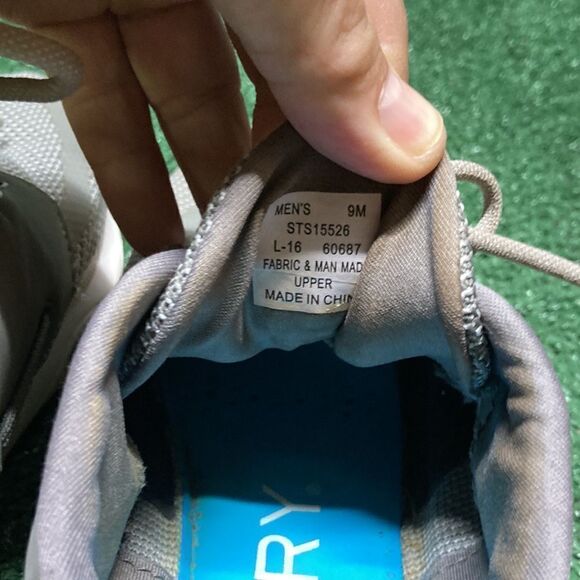 MEN'S 9M
STS15526
L-16 60687
FABRIC & MAN MAD
UPPER
MADE IN CHIN
RY